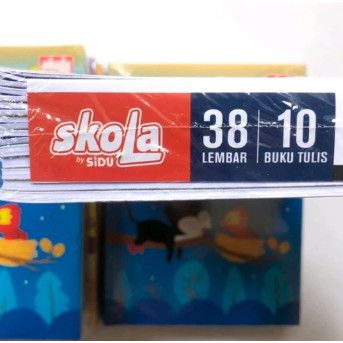 skola
by SiDU
38
LEMBAR
10
BUKU TULIS